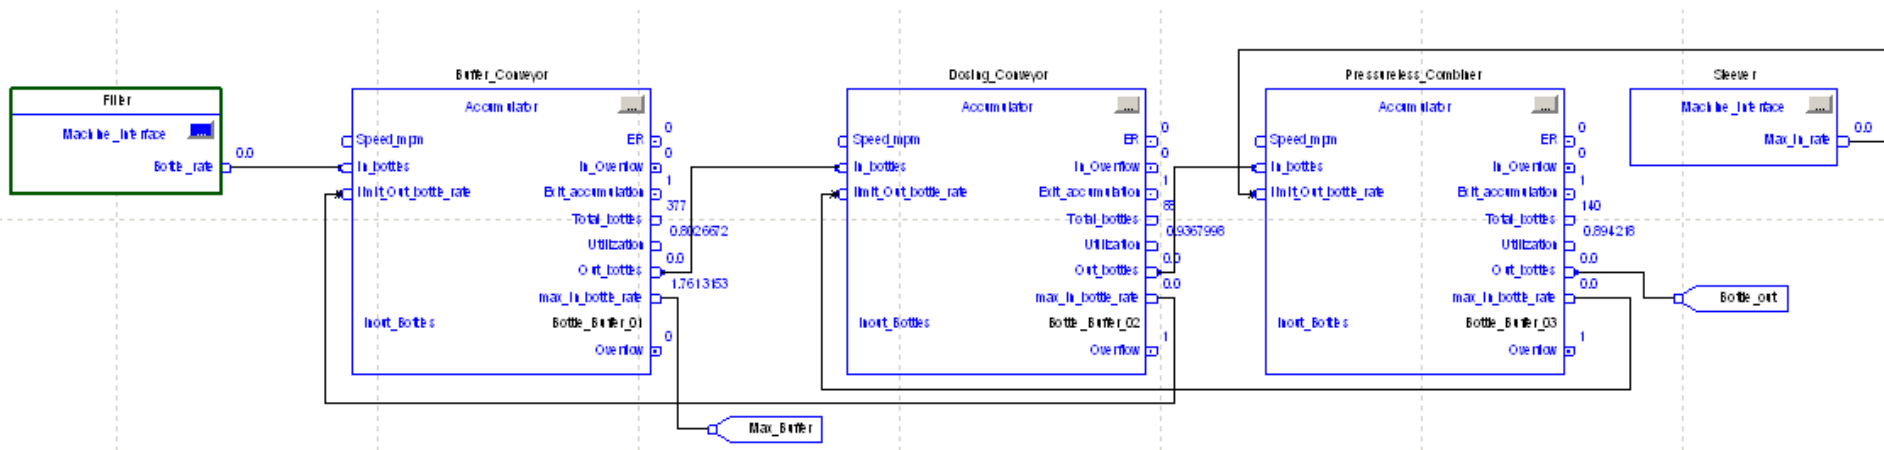 Buffer_Conveyor
Dosing_Conveyor
Pressureless_Combiner
Sleever
Filler
Machine_Interface
Bottle_rate
0.0
Accumulator
Speed_mpm
In_bottles
limit_Out_bottle_rate
Inout_Bottles
ER
0
In_Overflow
0
Exit_accumulation
1
Total_bottles
377
Utilization
0.8026672
Out_bottles
0.0
max_In_bottle_rate
1.7613153
Bottle_Buffer_01
Overflow
0
Max_Buffer
Accumulator
Speed_mpm
In_bottles
limit_Out_bottle_rate
Inout_Bottles
ER
0
In_Overflow
0
Exit_accumulation
1
Total_bottles
Utilization
0.9367998
Out_bottles
0.0
max_In_bottle_rate
0.0
Bottle_Buffer_02
Overflow
1
Accumulator
Speed_mpm
In_bottles
limit_Out_bottle_rate
Inout_Bottles
ER
0
In_Overflow
0
Exit_accumulation
1
Total_bottles
140
Utilization
0.894218
Out_bottles
0.0
max_In_bottle_rate
0.0
Bottle_Buffer_03
Overflow
1
Bottle_out
Machine_Interface
Max_In_rate
0.0